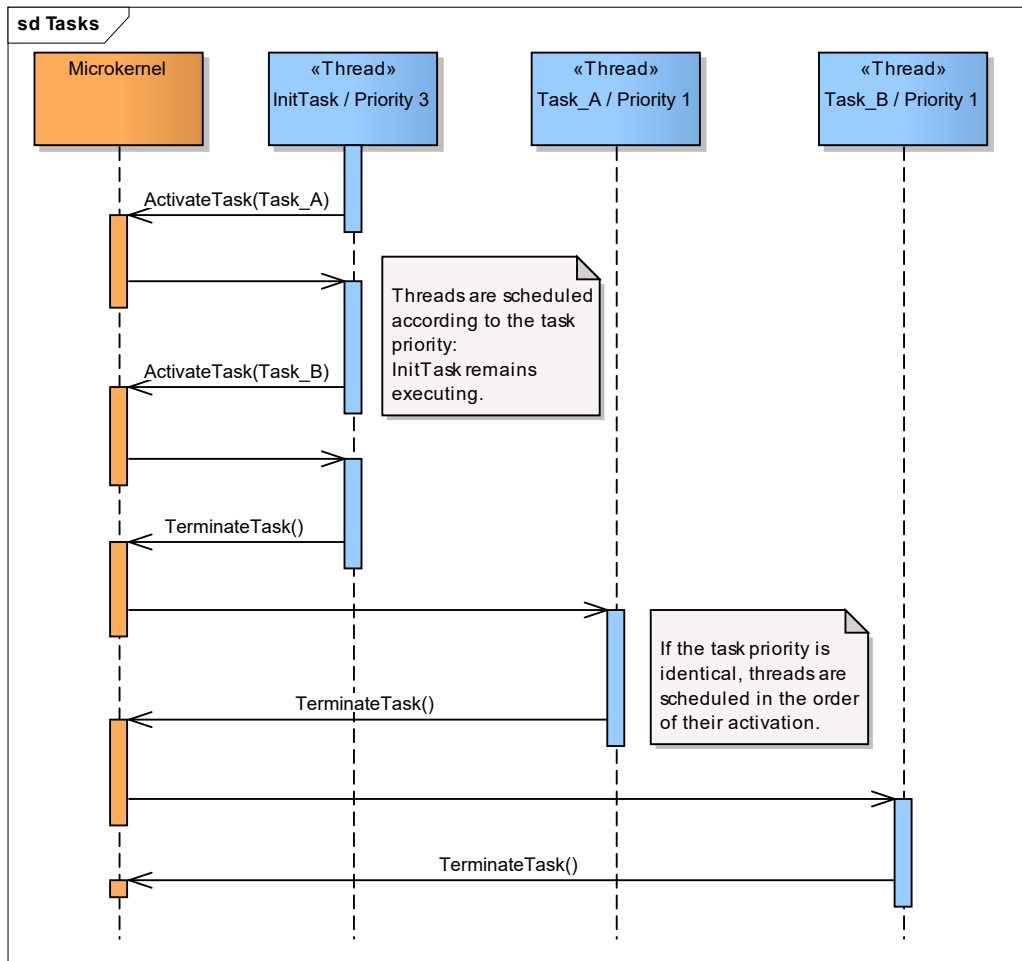 sd Tasks
Microkernel
«Thread»
InitTask / Priority 3
«Thread»
Task_A / Priority 1
«Thread»
Task_B / Priority 1
ActivateTask(Task_A)
Threads are scheduled
according to the task
priority:
InitTask remains
executing.
ActivateTask(Task_B)
TerminateTask()
If the task priority is
identical, threads are
scheduled in the order
of their activation.
TerminateTask()
TerminateTask()